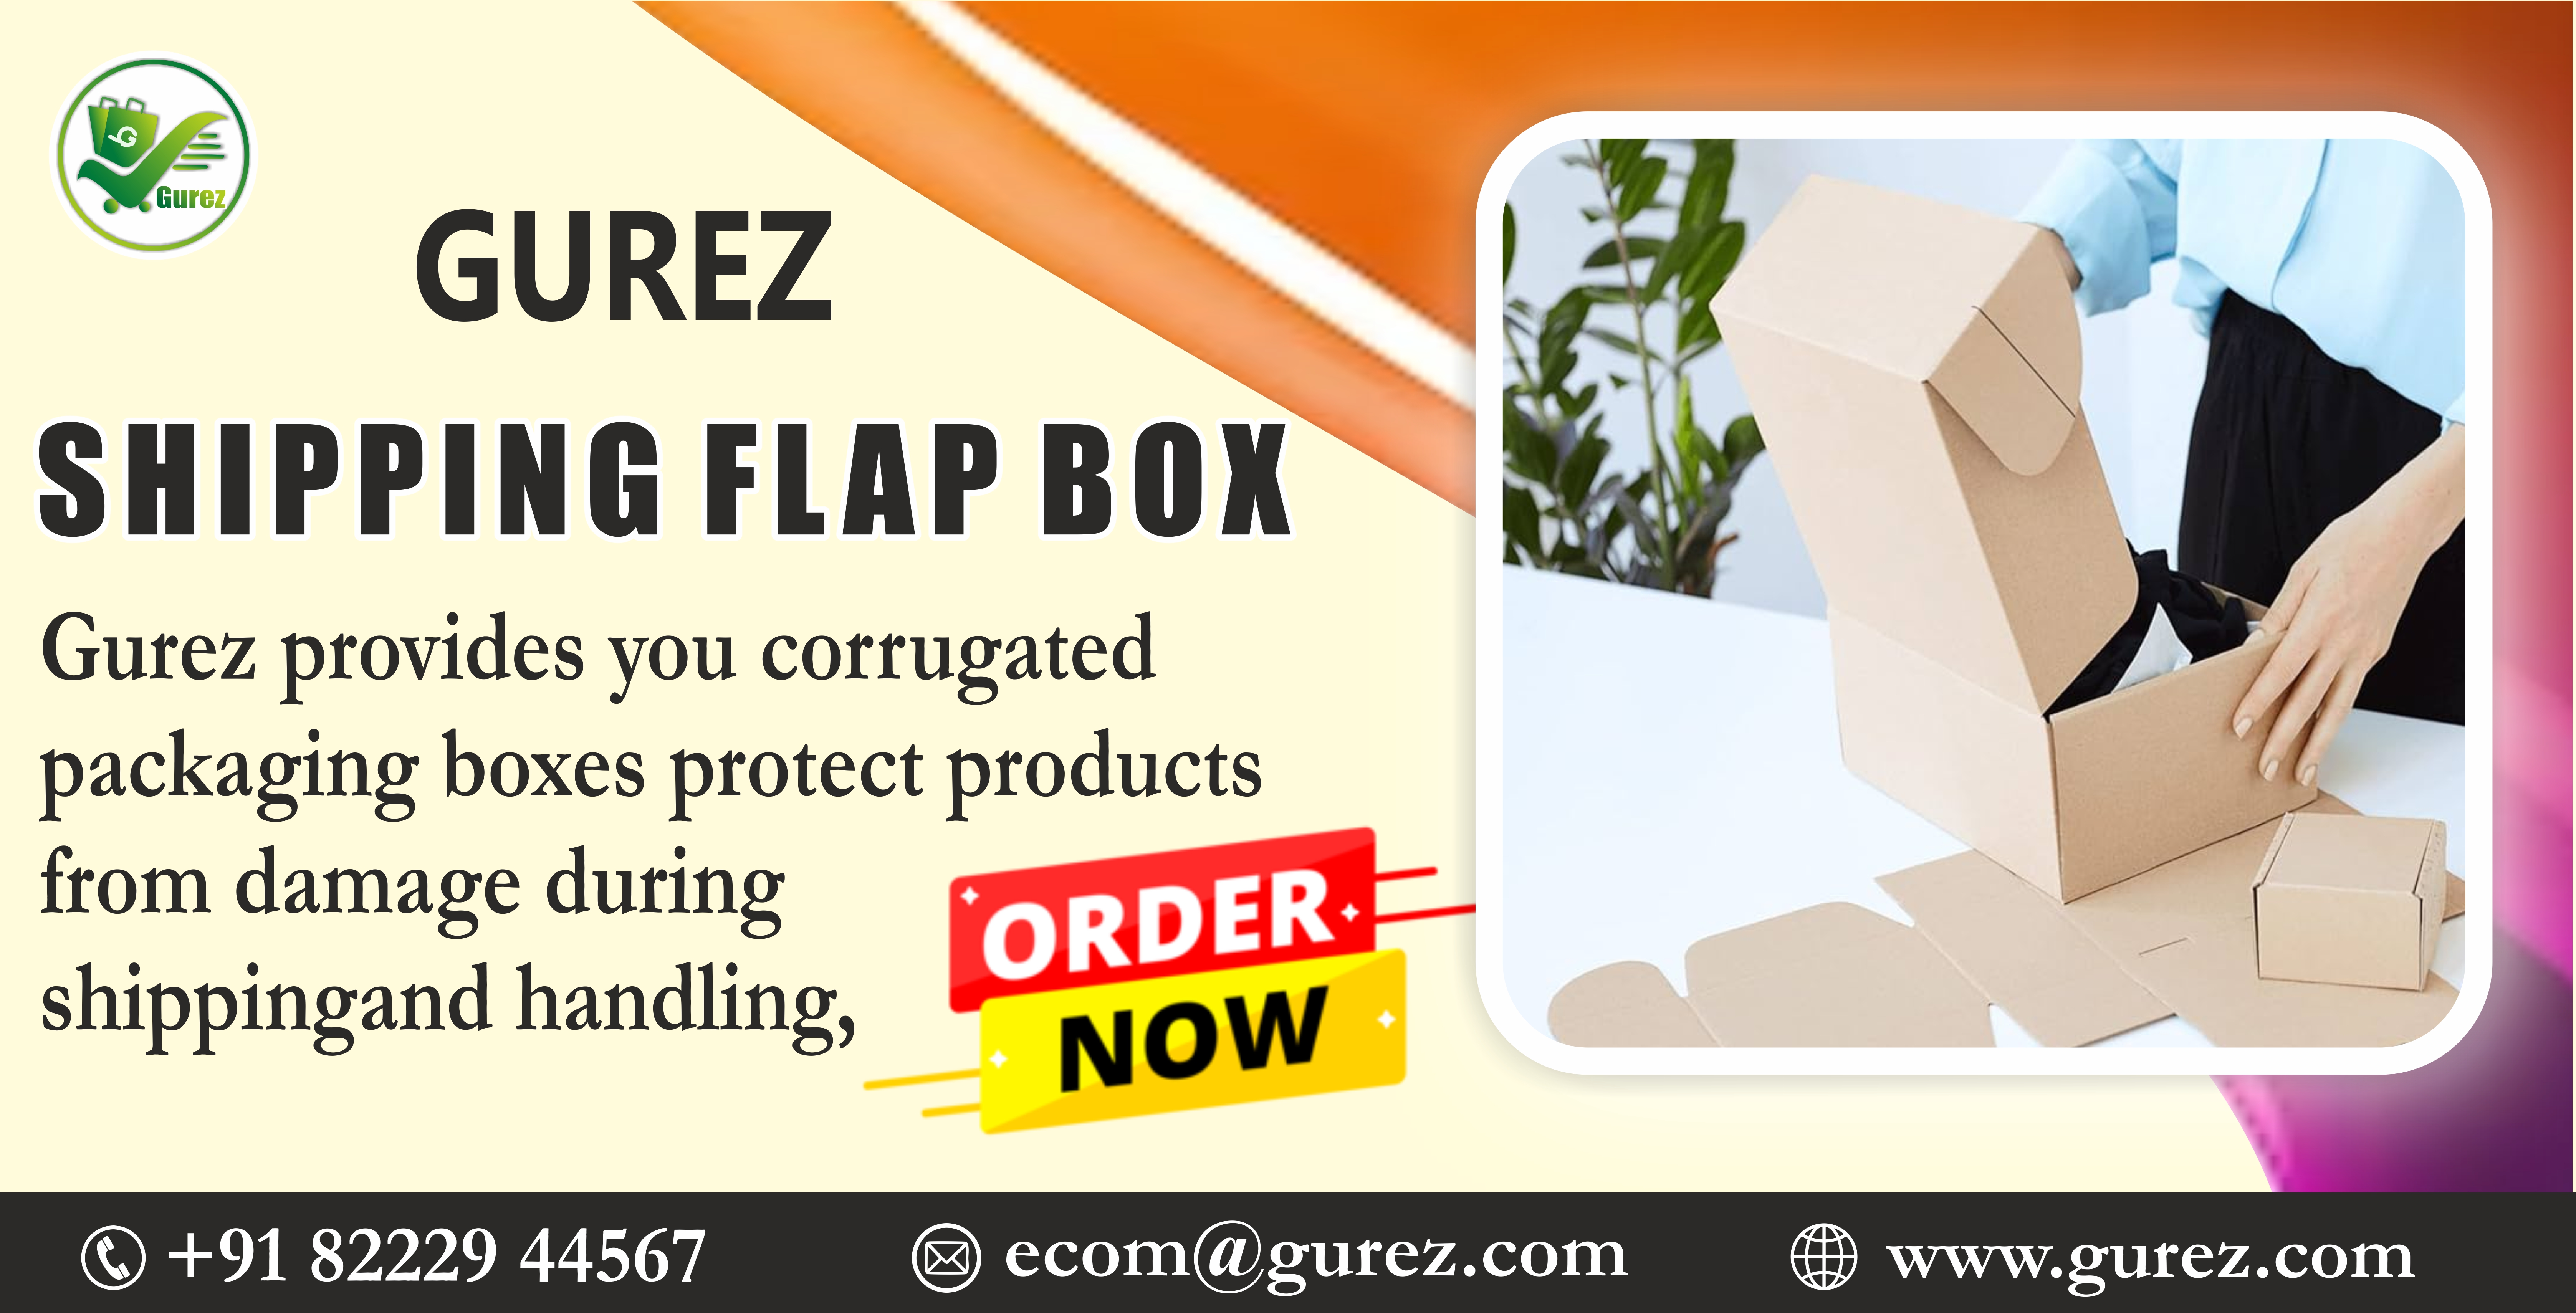 Gurez
GUREZ
SHIPPING FLAP BOX
Gurez provides you corrugated
packaging boxes protect products
from damage during
shippingand handling,
ORDER
NOW
+91 82229 44567
ecom@gurez.com
www.gurez.com